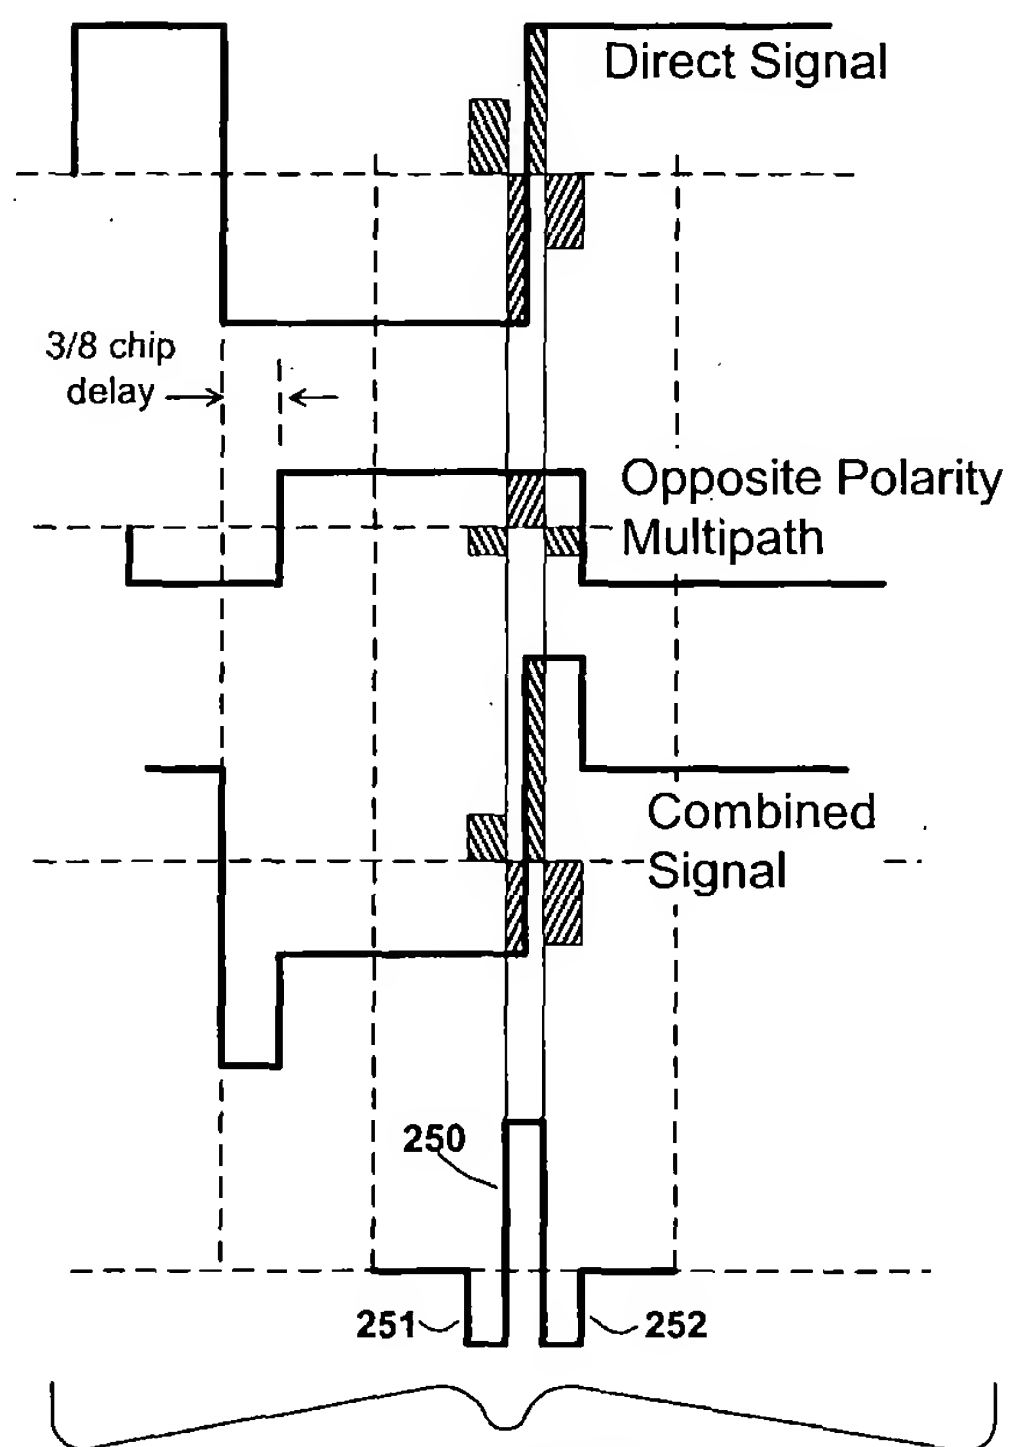 Direct Signal
3/8 chip
delay
Opposite Polarity
Multipath
Combined
Signal
250
251
252